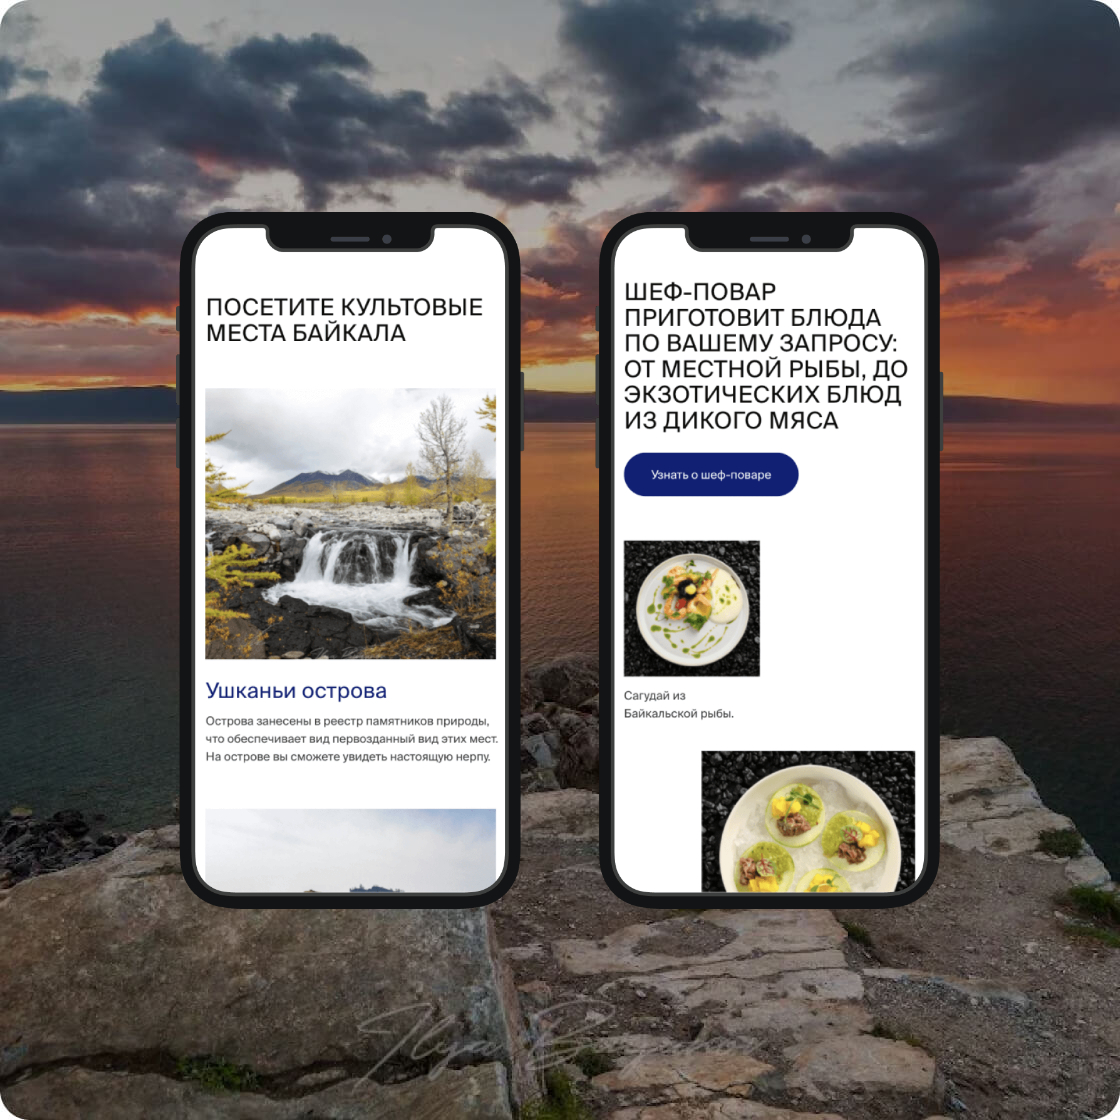 ПОСЕТИТЕ КУЛЬТОВЫЕ
МЕСТА БАЙКАЛА
Ушканьи острова
Острова занесены в реестр памятников природы,
что обеспечивает вид первозданный вид этих мест.
На острове вы сможете увидеть настоящую нерпу.
ШЕФ-ПОВАР
ПРИГОТОВИТ БЛЮДА
ПО ВАШЕМУ ЗАПРОСУ:
ОТ МЕСТНОЙ РЫБЫ, ДО
ЭКЗОТИЧЕСКИХ БЛЮД
ИЗ ДИКОГО МЯСА
Узнать о шеф-поваре
Сагудай из
Байкальской рыбы.